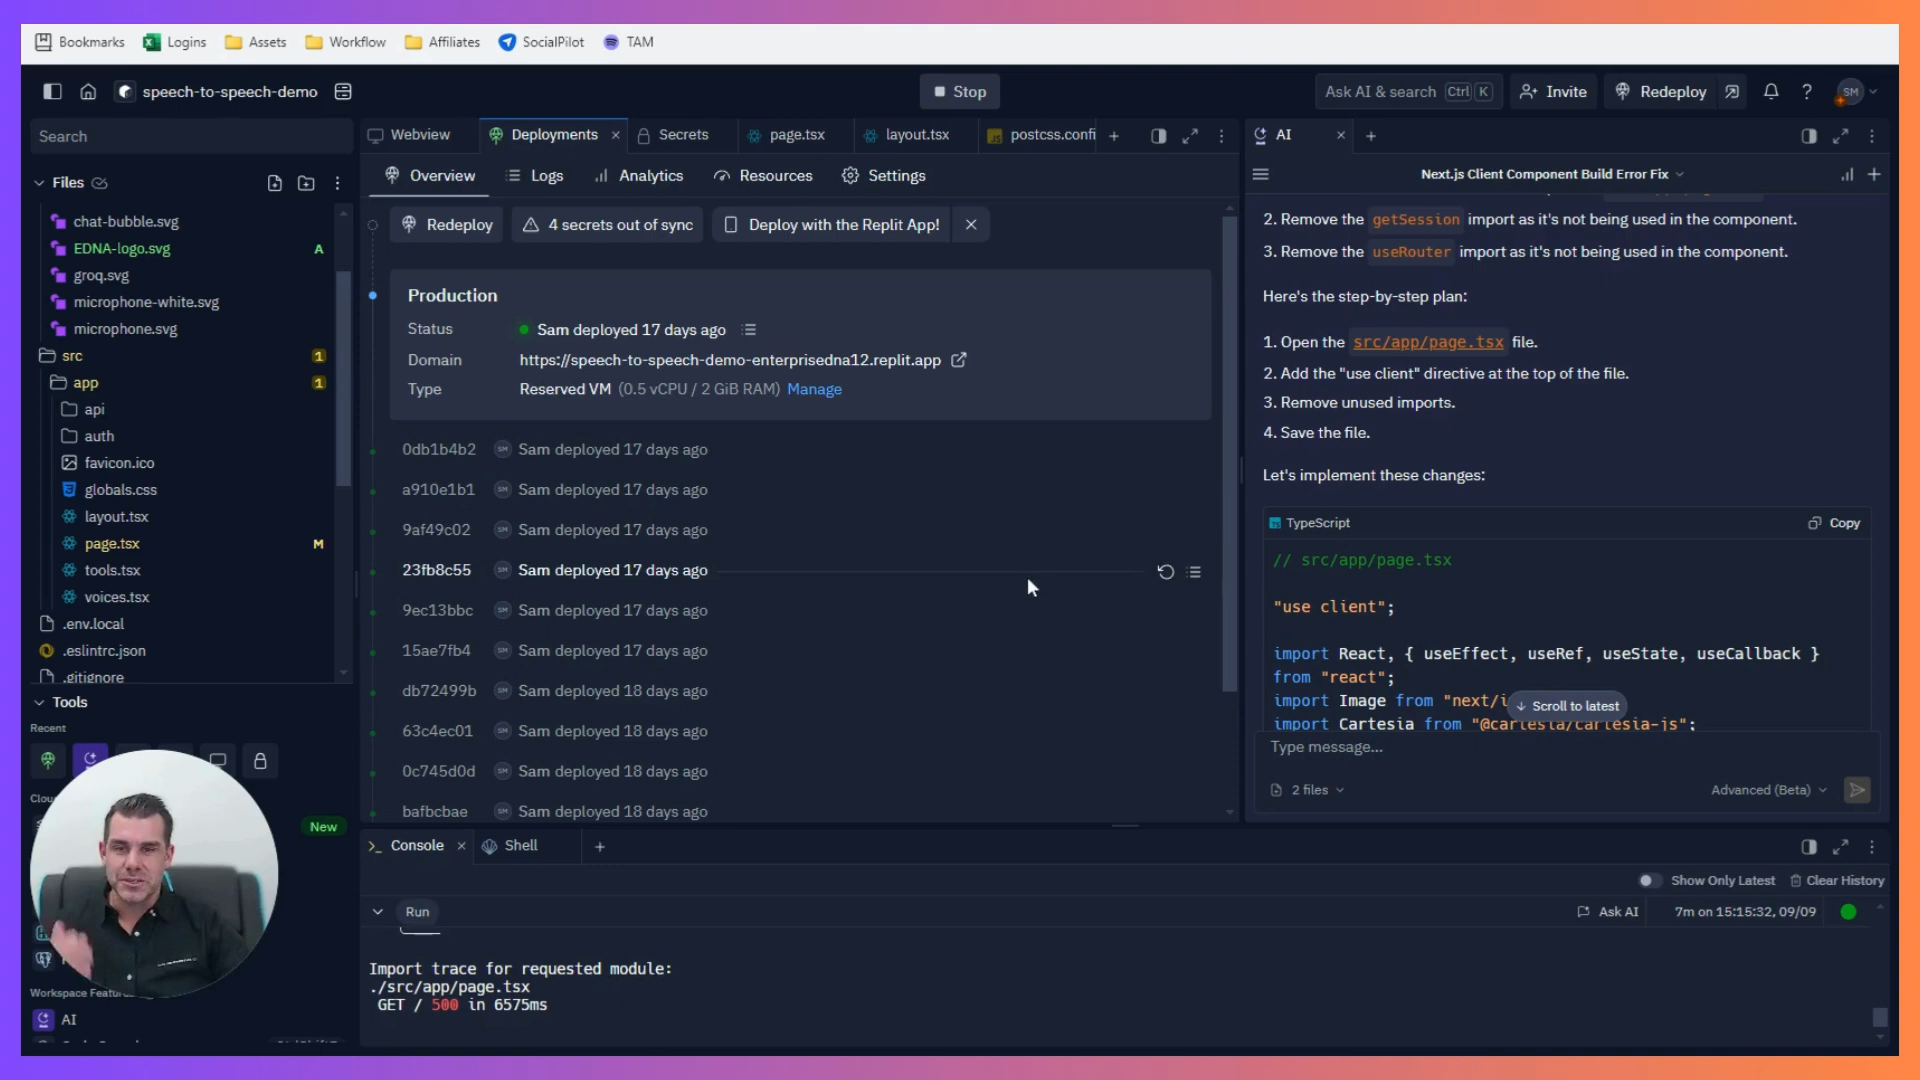 Bookmarks Logins Assets Workflow Affiliates SocialPilot TAM
speech-to-speech-demo Stop Ask AI & search Ctrl K Invite Redeploy ? SM
Search
Files
chat-bubble.svg
EDNA-logo.svg A
groq.svg
microphone-white.svg
microphone.svg
src 1
app 1
api
auth
favicon.ico
globals.css
layout.tsx
page.tsx M
tools.tsx
voices.tsx
.env.local
.eslintrc.json
.gitignore
Tools
Recent
New
AI
Webview Deployments Secrets page.tsx layout.tsx postcss.confi
Overview Logs Analytics Resources Settings
Redeploy 4 secrets out of sync Deploy with the Replit App!
Production
Status Sam deployed 17 days ago
Domain https://speech-to-speech-demo-enterprisedna12.replit.app
Type Reserved VM (0.5 vCPU / 2 GiB RAM) Manage
0db1b4b2 SM Sam deployed 17 days ago
a910e1b1 SM Sam deployed 17 days ago
9af49c02 SM Sam deployed 17 days ago
23fb8c55 SM Sam deployed 17 days ago
9ec13bbc SM Sam deployed 17 days ago
15ae7fb4 SM Sam deployed 17 days ago
db72499b SM Sam deployed 18 days ago
63c4ec01 SM Sam deployed 18 days ago
0c745d0d SM Sam deployed 18 days ago
bafbcbae SM Sam deployed 18 days ago
AI
Next.js Client Component Build Error Fix
2. Remove the getSession import as it's not being used in the component.
3. Remove the useRouter import as it's not being used in the component.
Here's the step-by-step plan:
1. Open the src/app/page.tsx file.
2. Add the "use client" directive at the top of the file.
3. Remove unused imports.
4. Save the file.
Let's implement these changes:
TypeScript Copy
// src/app/page.tsx
"use client";
import React, { useEffect, useRef, useState, useCallback }
from "react";
import Image from "next/i
Scroll to latest
import Cartesia from "@cartesia/cartesia-js";
Type message...
2 files Advanced (Beta)
Console Shell
Show Only Latest Clear History
Run Ask AI 7m on 15:15:32, 09/09
Import trace for requested module:
./src/app/page.tsx
GET / 500 in 6575ms